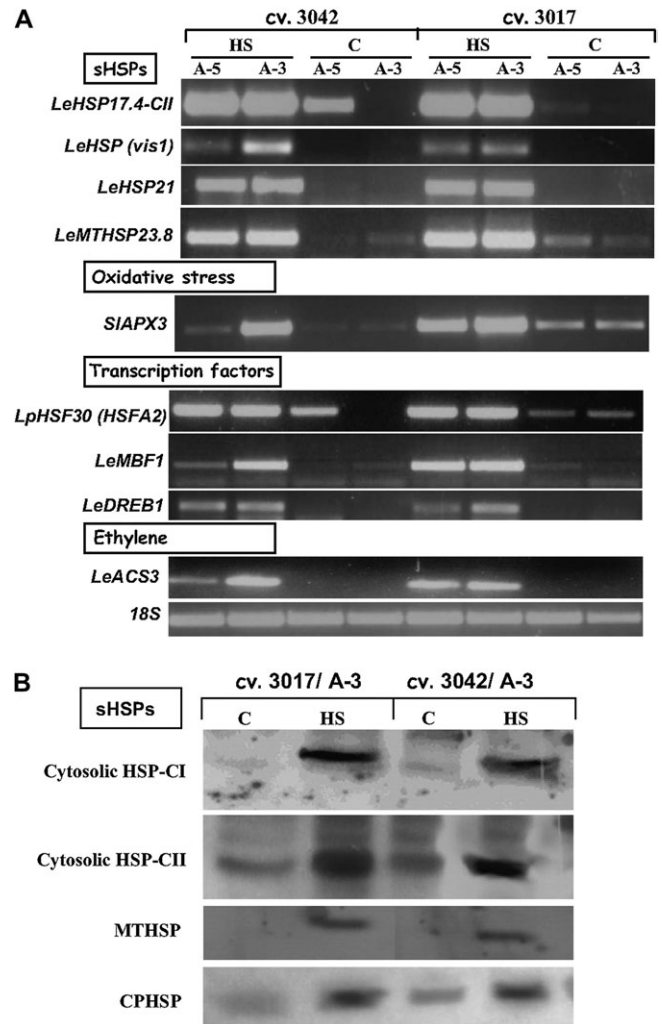 A
cv. 3042 cv. 3017
HS C HS C
sHSPs A-5 A-3 A-5 A-3 A-5 A-3 A-5 A-3
LeHSP17.4-CII
LeHSP (vis1)
LeHSP21
LeMTHSP23.8
Oxidative stress
SlAPX3
Transcription factors
LpHSF30 (HSFA2)
LeMBF1
LeDREB1
Ethylene
LeACS3
18S
B
cv. 3017/ A-3 cv. 3042/ A-3
sHSPs
C HS C HS
Cytosolic HSP-CI
Cytosolic HSP-CII
MTHSP
CPHSP